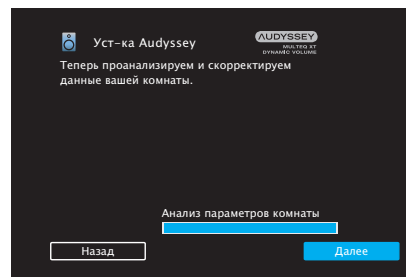 Уст-ка Audyssey
AUDYSSEY
MULTEQ XT
DYNAMIC VOLUME
Теперь проанализируем и скорректируем
данные вашей комнаты.
Анализ параметров комнаты
Назад
Далее